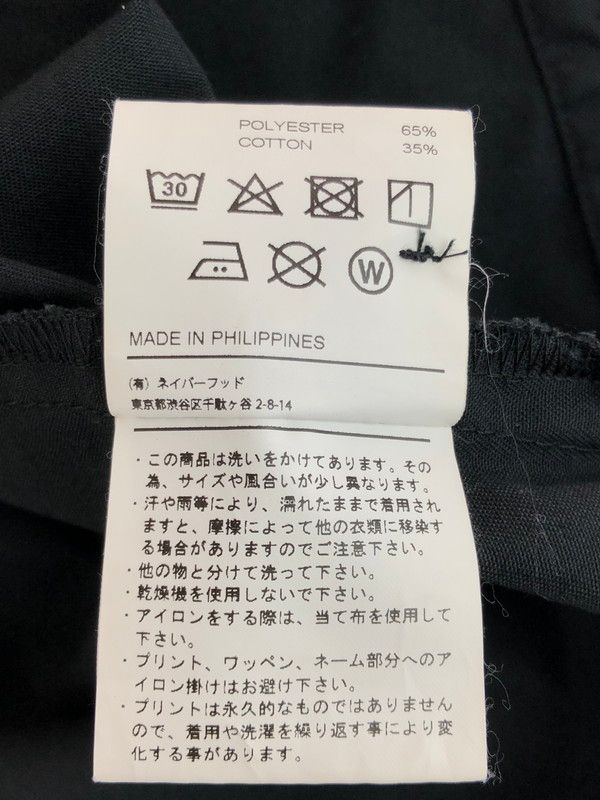 POLYESTER 65%
COTTON 35%
30
W
MADE IN PHILIPPINES
(有) ネイバーフッド
東京都渋谷区千駄ヶ谷 2-8-14
・この商品は洗いをかけてあります。その
為、サイズや風合いが少し異なります。
・汗や雨等により、濡れたままで着用され
ますと、摩擦によって他の衣類に移染す
る場合がありますのでご注意下さい。
・他の物と分けて洗って下さい。
・乾燥機を使用しないで下さい。
・アイロンをする際は、当て布を使用して
下さい。
・プリント、ワッペン、ネーム部分へのア
イロン掛けはお避け下さい。
・プリントは永久的なものではありません
ので、着用や洗濯を繰り返す事により変
化する事があります。